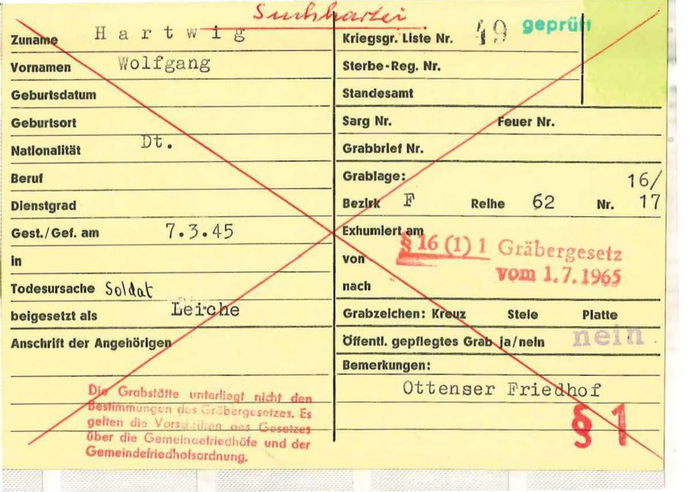 Suchkartei
Zuname Hartwig
Vornamen Wolfgang
Geburtsdatum
Geburtsort
Nationalität Dt.
Beruf
Dienstgrad
Gest./Gef. am 7.3.45
in
Todesursache Soldat
beigesetzt als Leiche
Anschrift der Angehörigen
Die Grabstätte unterliegt nicht den
Bestimmungen des Gräbergesetzes. Es
gelten die Vorschriften des Gesetzes
über die Gemeindefriedhöfe und der
Gemeindefriedhofsordnung.
Kriegsgr. Liste Nr. 49 geprüft
Sterbe-Reg. Nr.
Standesamt
Sarg Nr. Feuer Nr.
Grabbrief Nr.
Grablage: 16/
Bezirk F Reihe 62 Nr. 17
Exhumiert am
§ 16 (1) 1 Gräbergesetz
von
vom 1.7.1965
nach
Grabzeichen: Kreuz Stele Platte
Öffentl. gepflegtes Grab ja/nein nein
Bemerkungen:
Ottenser Friedhof
§ 1